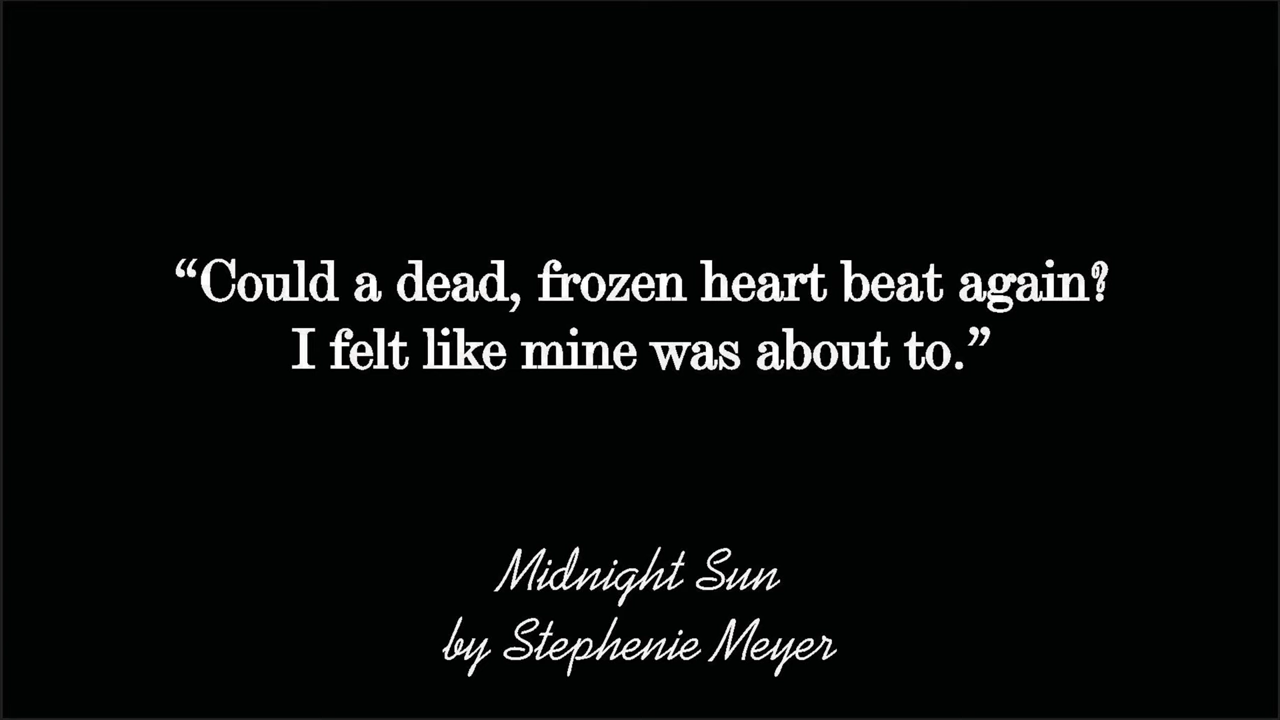 “Could a dead, frozen heart beat again?
I felt like mine was about to.”
Midnight Sun
by Stephenie Meyer